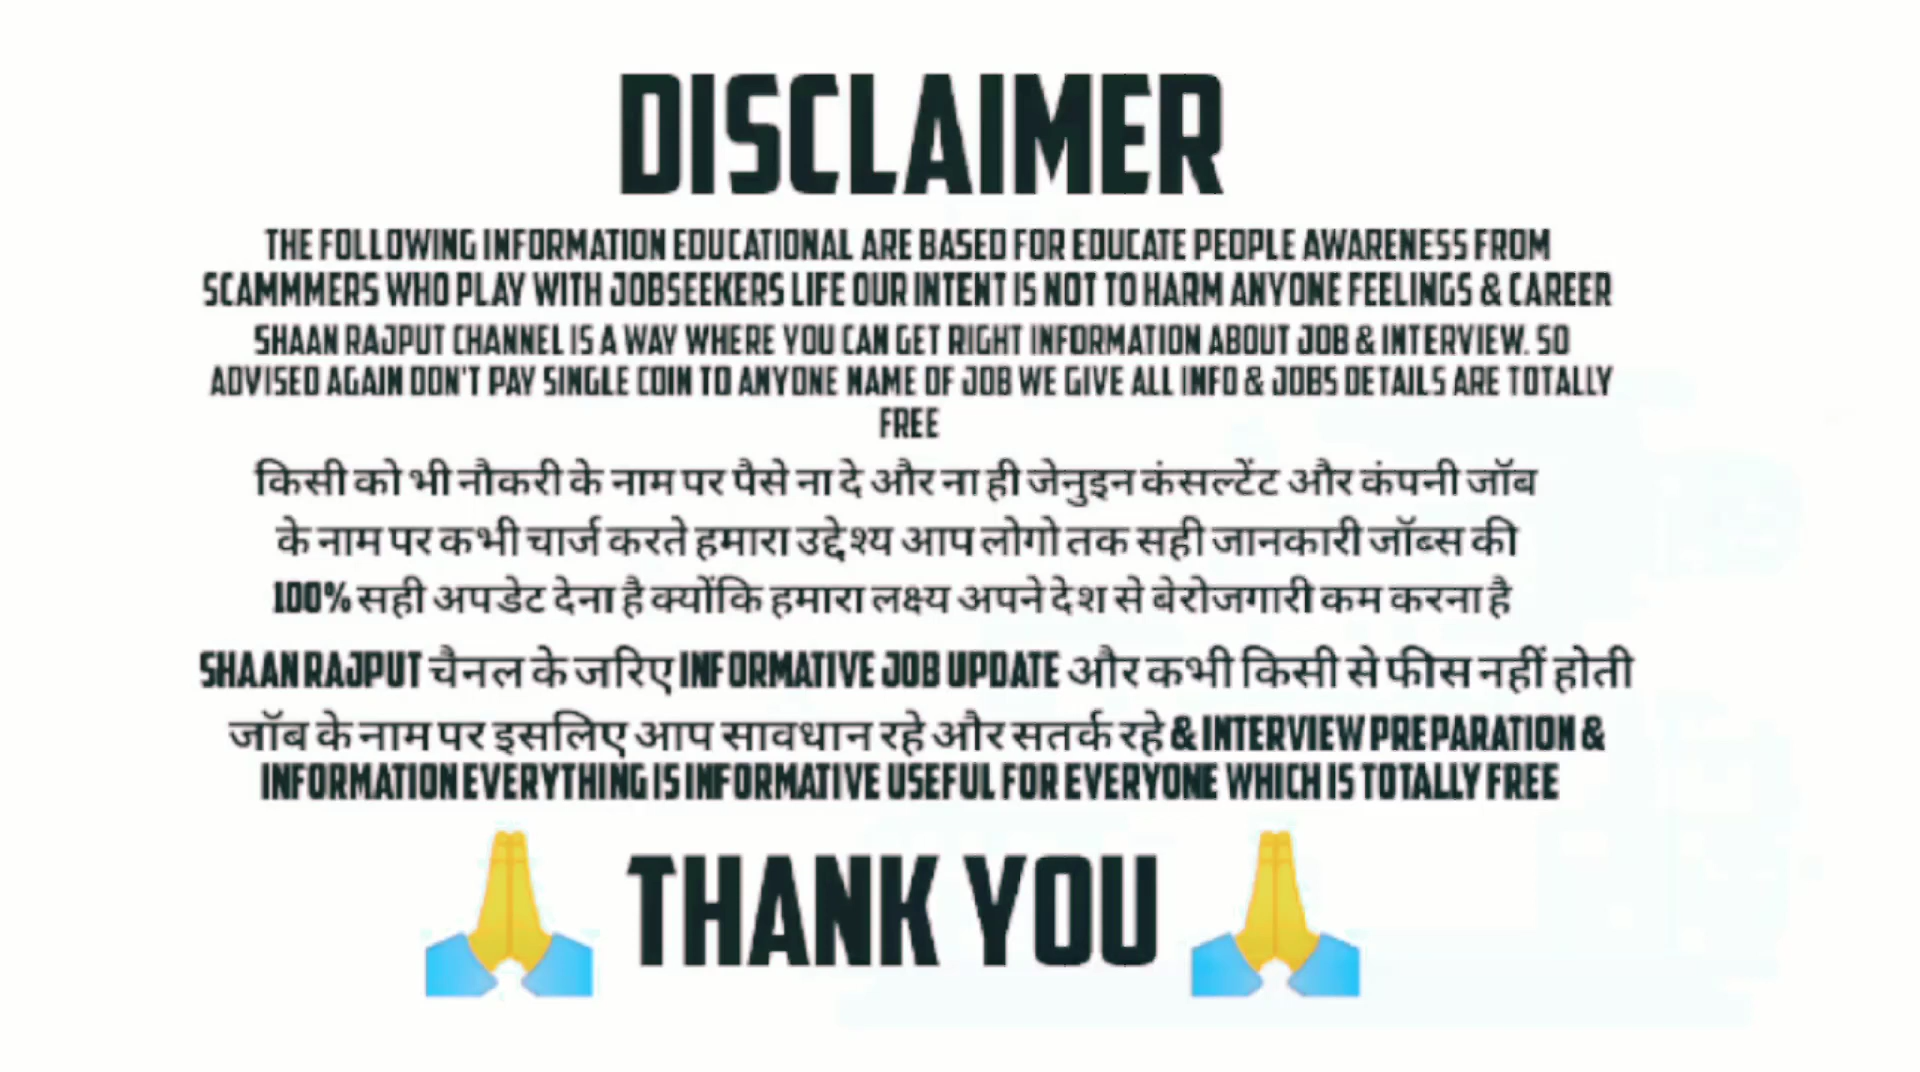 DISCLAIMER
THE FOLLOWING INFORMATION EDUCATIONAL ARE BASED FOR EDUCATE PEOPLE AWARENESS FROM
SCAMMMERS WHO PLAY WITH JOBSEEKERS LIFE OUR INTENT IS NOT TO HARM ANYONE FEELINGS & CAREER
SHAAN RAJPUT CHANNEL IS A WAY WHERE YOU CAN GET RIGHT INFORMATION ABOUT JOB & INTERVIEW. SO
ADVISED AGAIN DON'T PAY SINGLE COIN TO ANYONE NAME OF JOB WE GIVE ALL INFO & JOBS DETAILS ARE TOTALLY
FREE
किसी को भी नौकरी के नाम पर पैसे ना दे और ना ही जेनुइन कंसल्टेंट और कंपनी जॉब
के नाम पर कभी चार्ज करते हमारा उद्देश्य आप लोगो तक सही जानकारी जॉब्स की
100% सही अपडेट देना है क्योंकि हमारा लक्ष्य अपने देश से बेरोजगारी कम करना है
SHAAN RAJPUT चैनल के जरिए INFORMATIVE JOB UPDATE और कभी किसी से फीस नहीं होती
जॉब के नाम पर इसलिए आप सावधान रहे और सतर्क रहे & INTERVIEW PREPARATION &
INFORMATION EVERYTHING IS INFORMATIVE USEFUL FOR EVERYONE WHICH IS TOTALLY FREE
🙏 THANK YOU 🙏